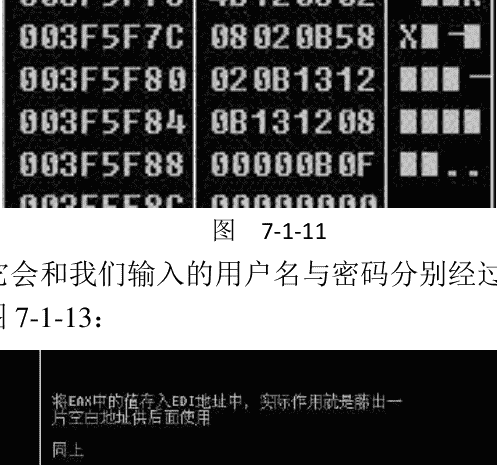 003F5F7C 08020B58 X
003F5F80 020B1312
003F5F84 0B131208
003F5F88 00000B0F ..
图 7-1-11
会和我们输入的用户名与密码分别经过
图 7-1-13：
将EAX中的值存入EDI地址中，实际作用就是腾出一
片空白地址供后面使用
同上